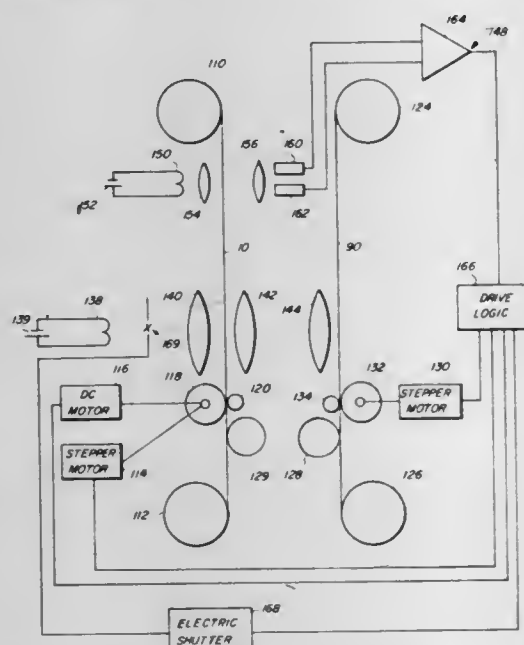 164
148
110
124
150
156
160
152
154
162
10
90
166
DRIVE
LOGIC
139
138
140
142
144
X
169
116
118
120
132
130
DC
MOTOR
134
STEPPER
MOTOR
STEPPER
MOTOR
114
129
128
126
112
168
ELECTRIC
SHUTTER